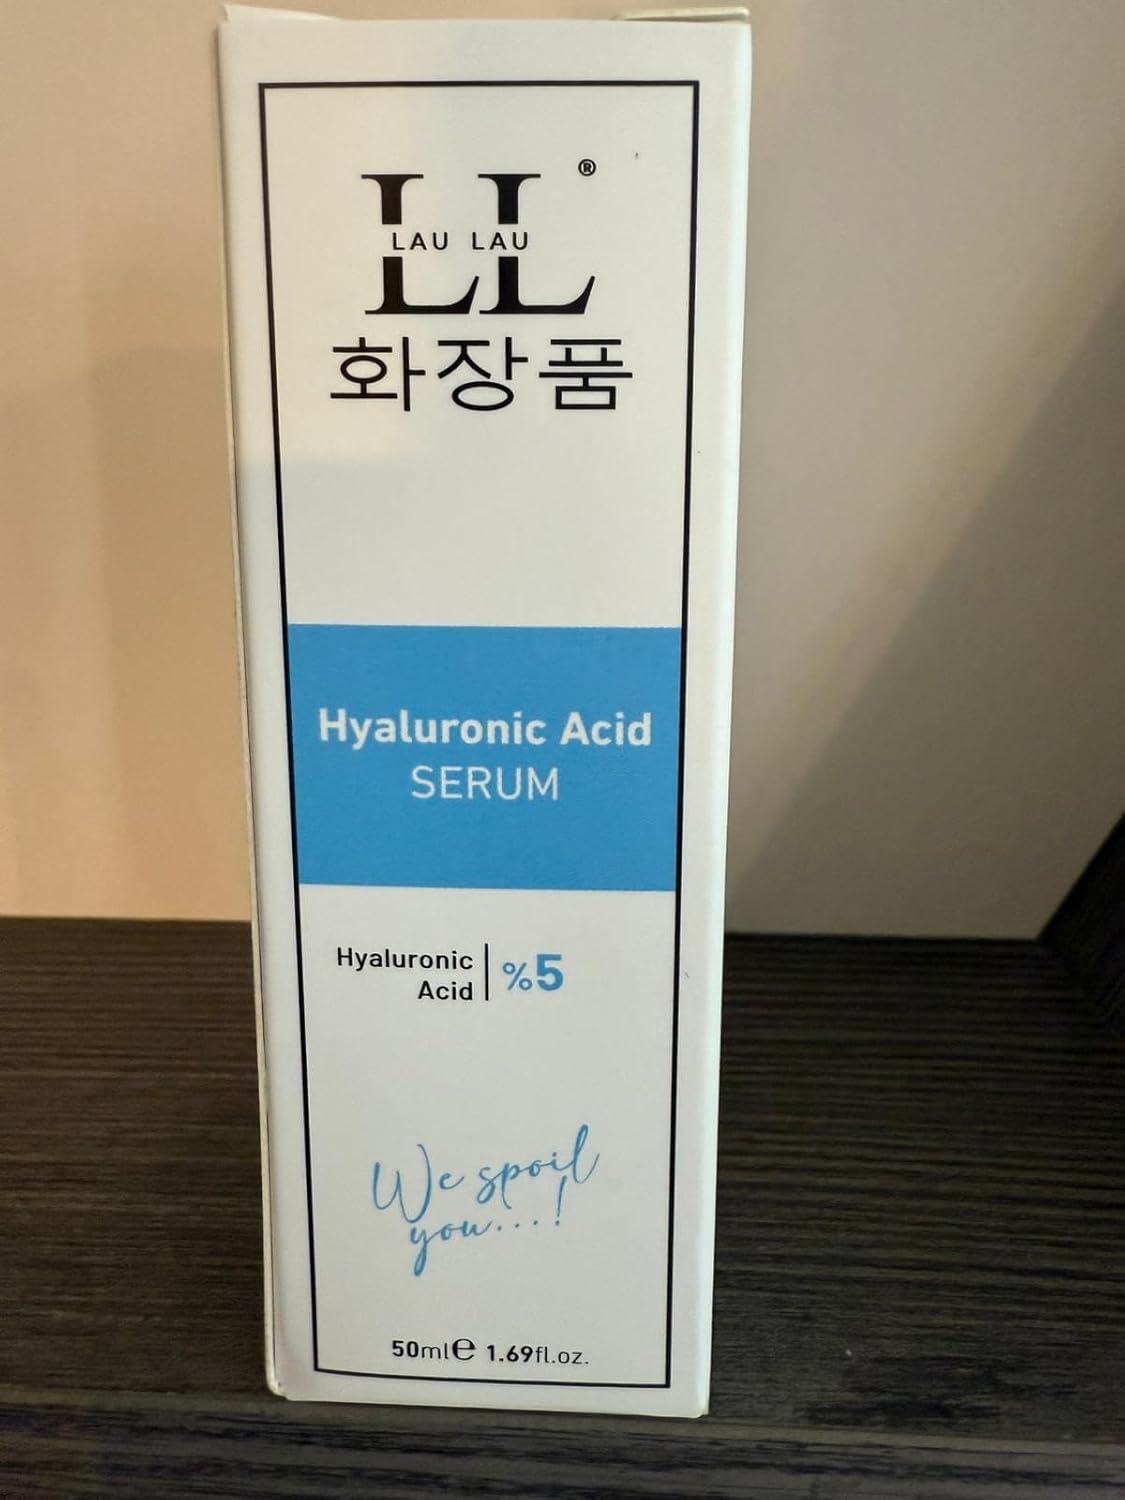 LL®
LAU LAU
화장품
Hyaluronic Acid
SERUM
Hyaluronic
Acid
%5
We spoil
you...!
50ml℮ 1.69fl.oz.